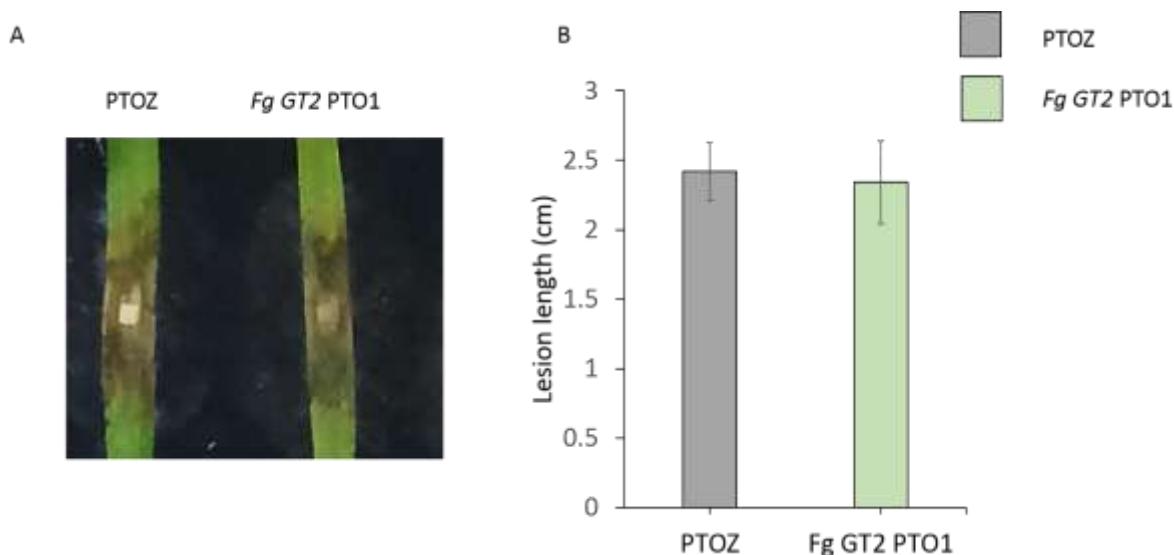 A
PTOZ Fg GT2 PTO1
B
PTOZ
Fg GT2 PTO1
Lesion length (cm)
3
2.5
2
1.5
1
0.5
0
PTOZ Fg GT2 PTO1